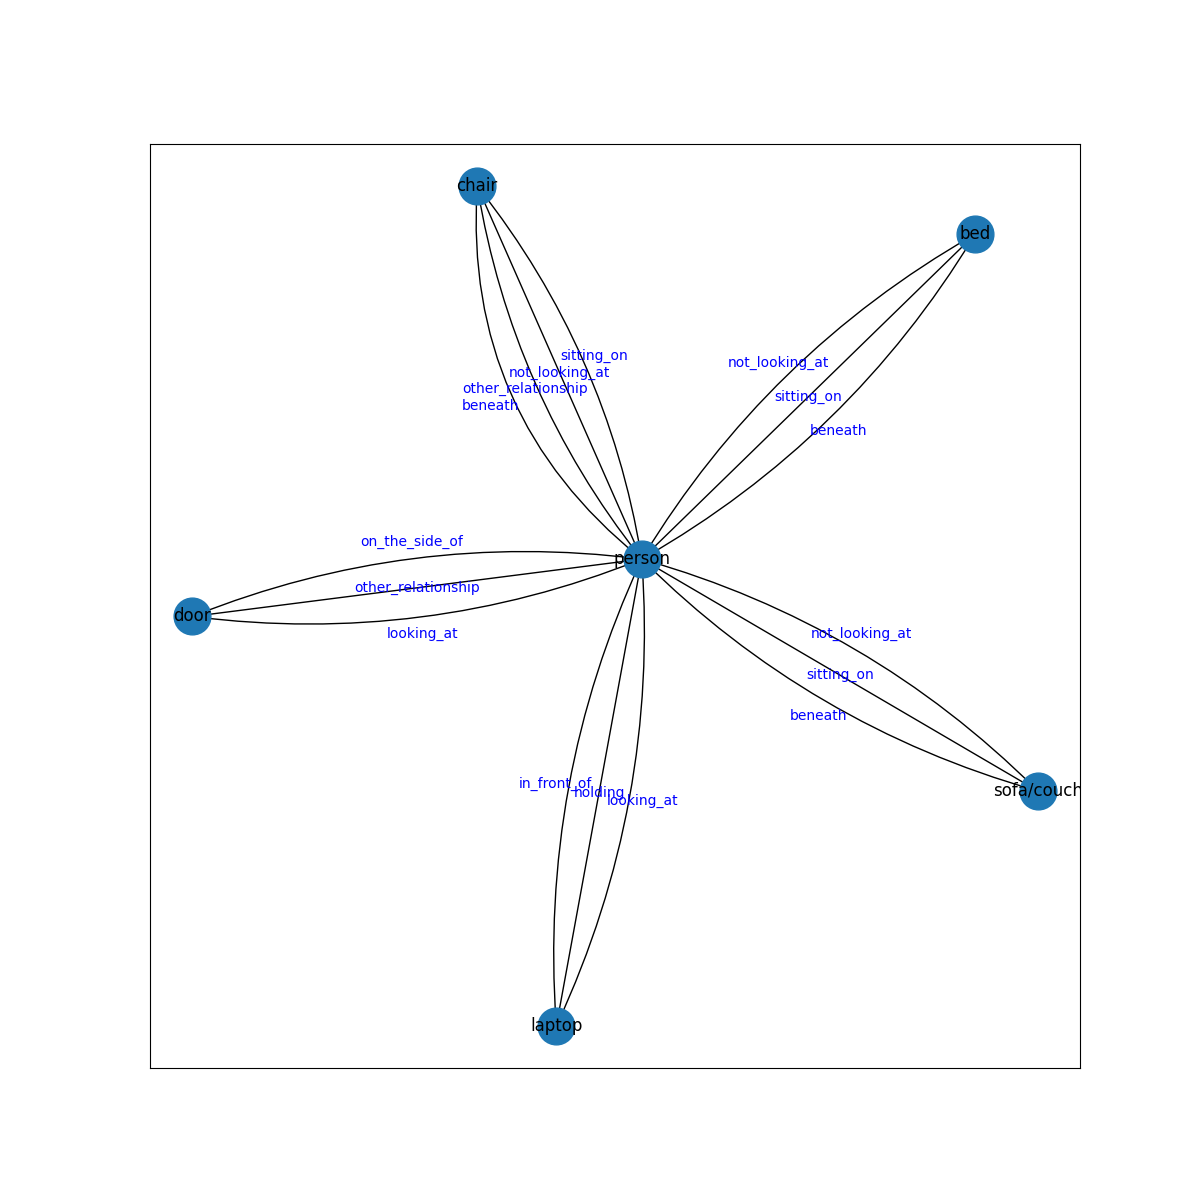 chair
bed
sitting_on
not_looking_at
not_looking_at
other_relationship
sitting_on
beneath
beneath
on_the_side_of
person
other_relationship
door
looking_at
not_looking_at
sitting_on
beneath
in_front_of
holding
looking_at
sofa/couch
laptop